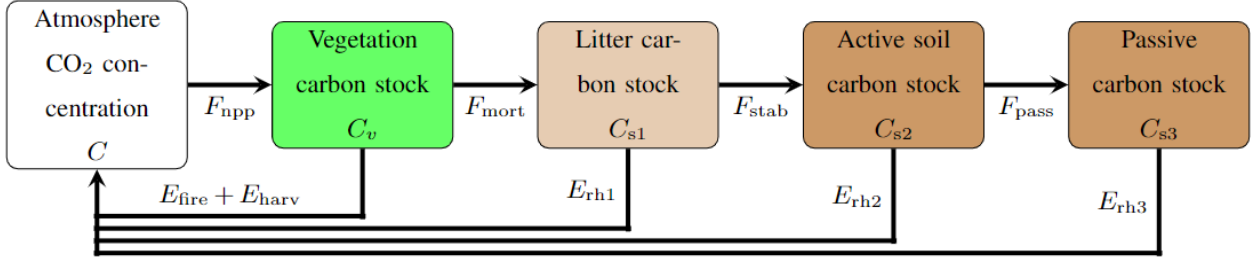 Atmosphere
CO₂ con-
centration
C
Vegetation
carbon stock
Cᵥ
Litter car-
bon stock
Cs1
Active soil
carbon stock
Cs2
Passive
carbon stock
Cs3
Fnpp
Fmort
Fstab
Fpass
Efire + Eharv
Erh1
Erh2
Erh3